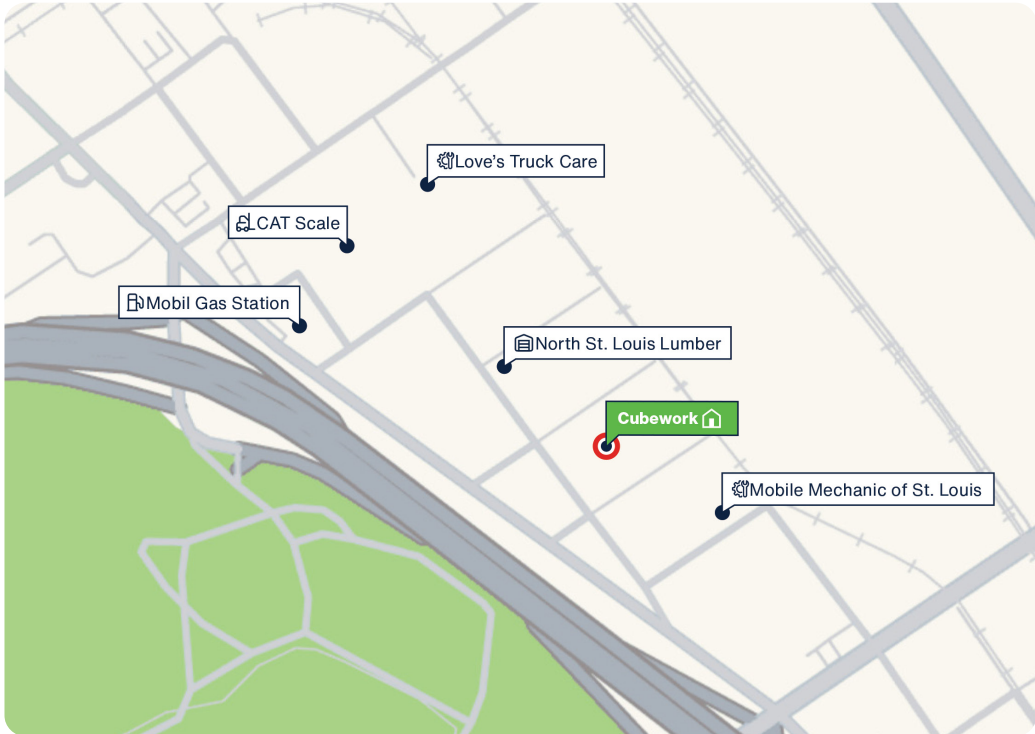 Love's Truck Care
CAT Scale
Mobil Gas Station
North St. Louis Lumber
Cubework
Mobile Mechanic of St. Louis